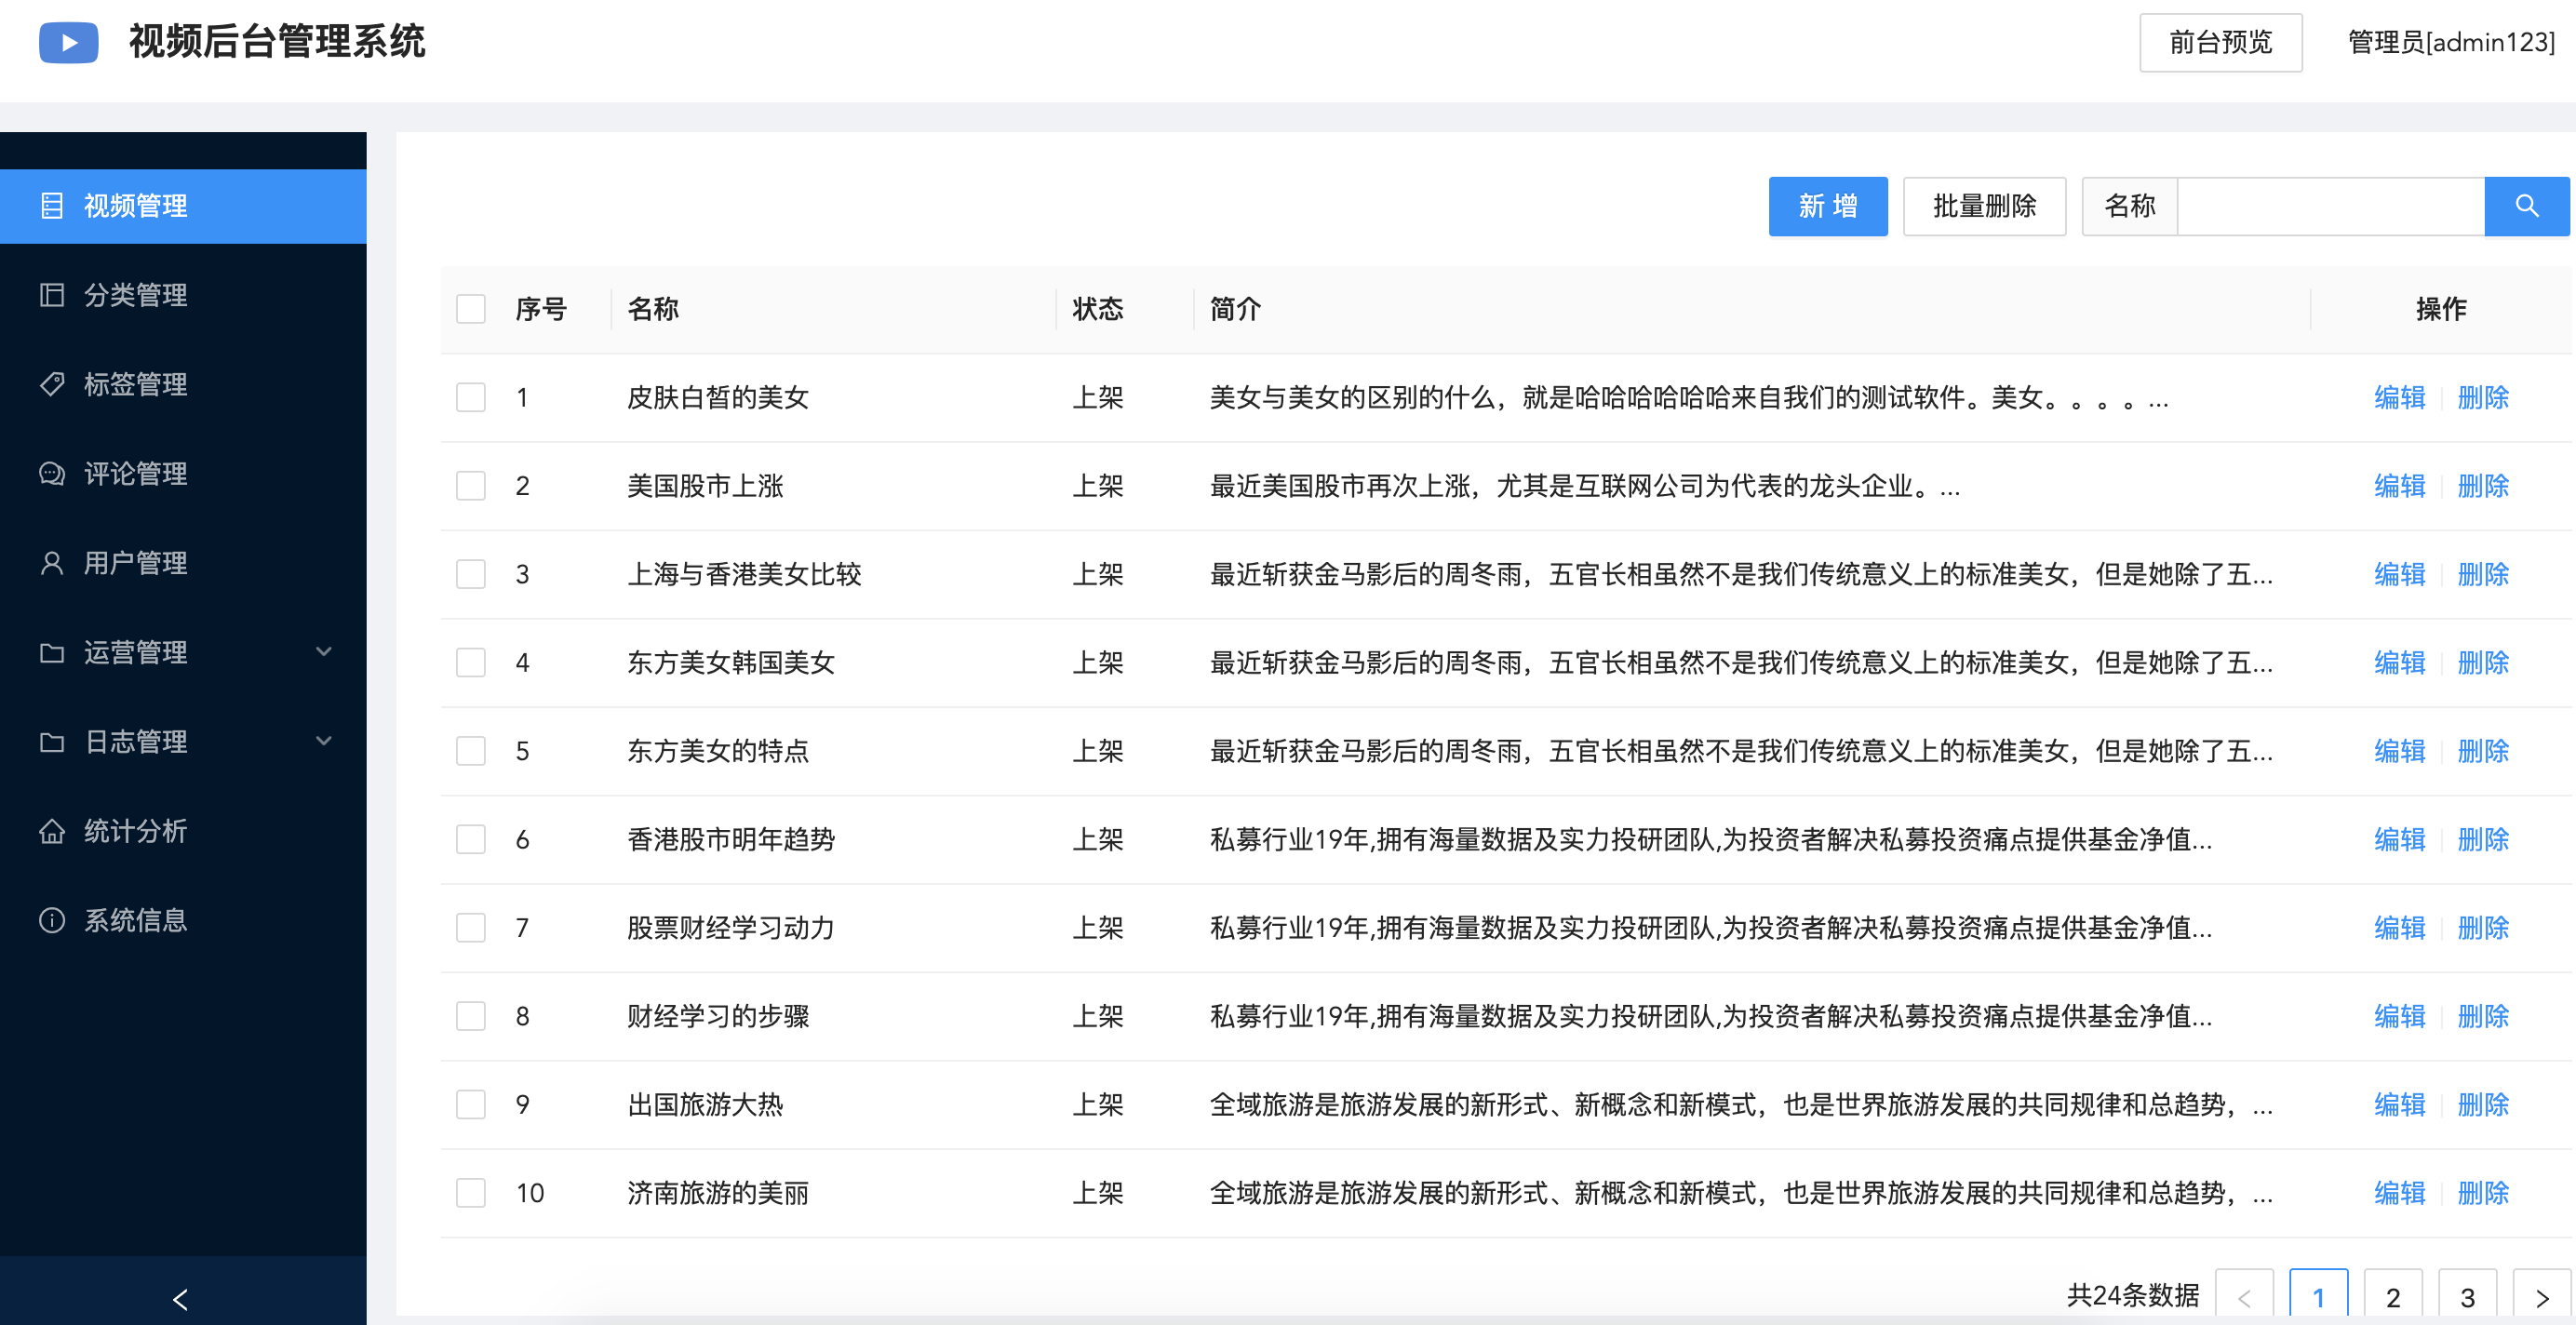 视频后台管理系统
前台预览 管理员[admin123]
视频管理
分类管理
标签管理
评论管理
用户管理
运营管理
日志管理
统计分析
系统信息
新 增 批量删除 名称
序号 名称 状态 简介 操作
1 皮肤白皙的美女 上架 美女与美女的区别的什么，就是哈哈哈哈哈哈来自我们的测试软件。美女。。。。... 编辑 删除
2 美国股市上涨 上架 最近美国股市再次上涨，尤其是互联网公司为代表的龙头企业。... 编辑 删除
3 上海与香港美女比较 上架 最近斩获金马影后的周冬雨，五官长相虽然不是我们传统意义上的标准美女，但是她除了五... 编辑 删除
4 东方美女韩国美女 上架 最近斩获金马影后的周冬雨，五官长相虽然不是我们传统意义上的标准美女，但是她除了五... 编辑 删除
5 东方美女的特点 上架 最近斩获金马影后的周冬雨，五官长相虽然不是我们传统意义上的标准美女，但是她除了五... 编辑 删除
6 香港股市明年趋势 上架 私募行业19年,拥有海量数据及实力投研团队,为投资者解决私募投资痛点提供基金净值... 编辑 删除
7 股票财经学习动力 上架 私募行业19年,拥有海量数据及实力投研团队,为投资者解决私募投资痛点提供基金净值... 编辑 删除
8 财经学习的步骤 上架 私募行业19年,拥有海量数据及实力投研团队,为投资者解决私募投资痛点提供基金净值... 编辑 删除
9 出国旅游大热 上架 全域旅游是旅游发展的新形式、新概念和新模式，也是世界旅游发展的共同规律和总趋势，... 编辑 删除
10 济南旅游的美丽 上架 全域旅游是旅游发展的新形式、新概念和新模式，也是世界旅游发展的共同规律和总趋势，... 编辑 删除
共24条数据 < 1 2 3 >